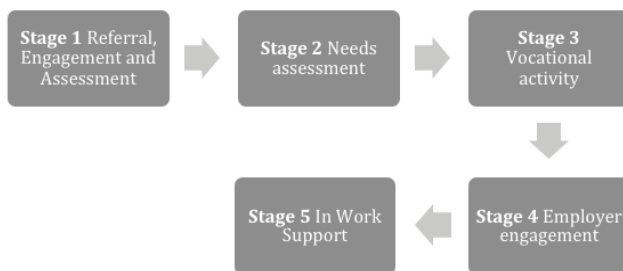 Stage 1 Referral,
Engagement and
Assessment
Stage 2 Needs
assessment
Stage 3
Vocational
activity
Stage 4 Employer
engagement
Stage 5 In Work
Support